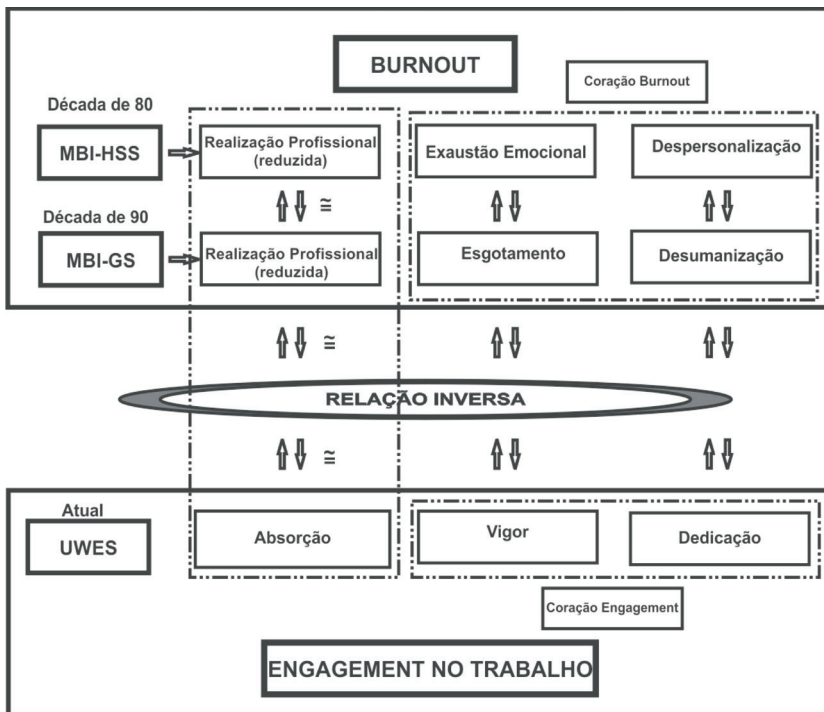 BURNOUT
Coração Burnout
Década de 80
MBI-HSS
Realização Profissional
(reduzida)
Exaustão Emocional
Despersonalização
≅
Década de 90
MBI-GS
Realização Profissional
(reduzida)
Esgotamento
Desumanização
≅
RELAÇÃO INVERSA
≅
Atual
UWES
Absorção
Vigor
Dedicação
Coração Engagement
ENGAGEMENT NO TRABALHO